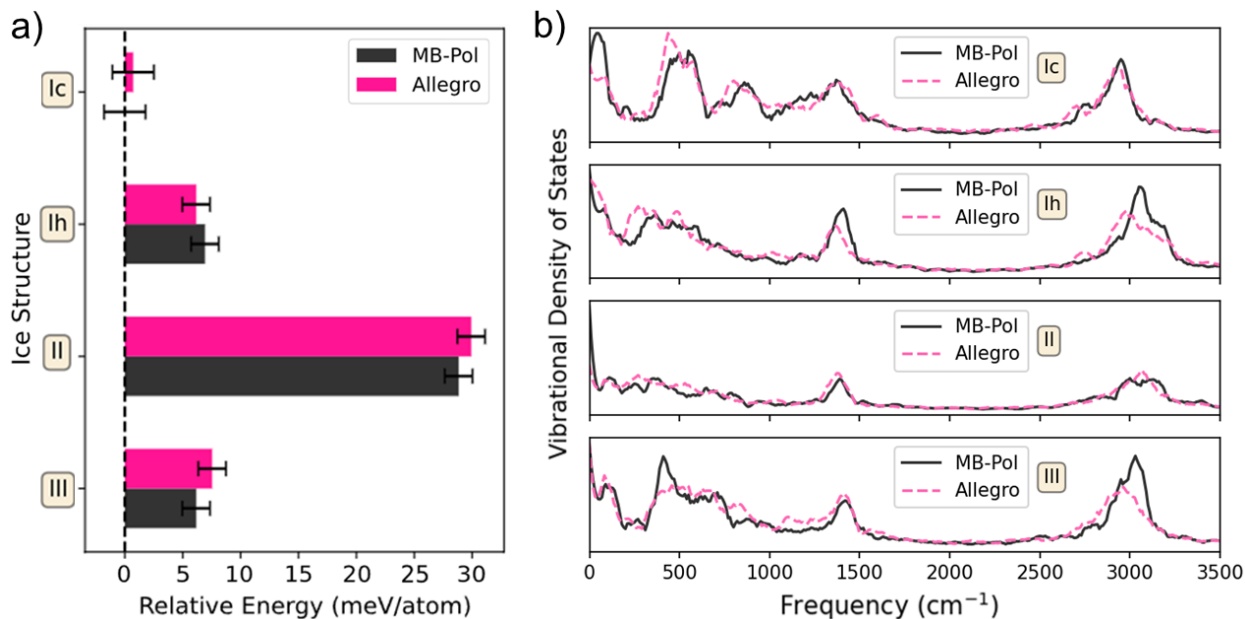 a)
Ice Structure
Ic
Ih
II
III
MB-Pol
Allegro
0 5 10 15 20 25 30
Relative Energy (meV/atom)
b)
Vibrational Density of States
MB-Pol
Allegro
Ic
MB-Pol
Allegro
Ih
MB-Pol
Allegro
II
MB-Pol
Allegro
III
0 500 1000 1500 2000 2500 3000 3500
Frequency (cm⁻¹)